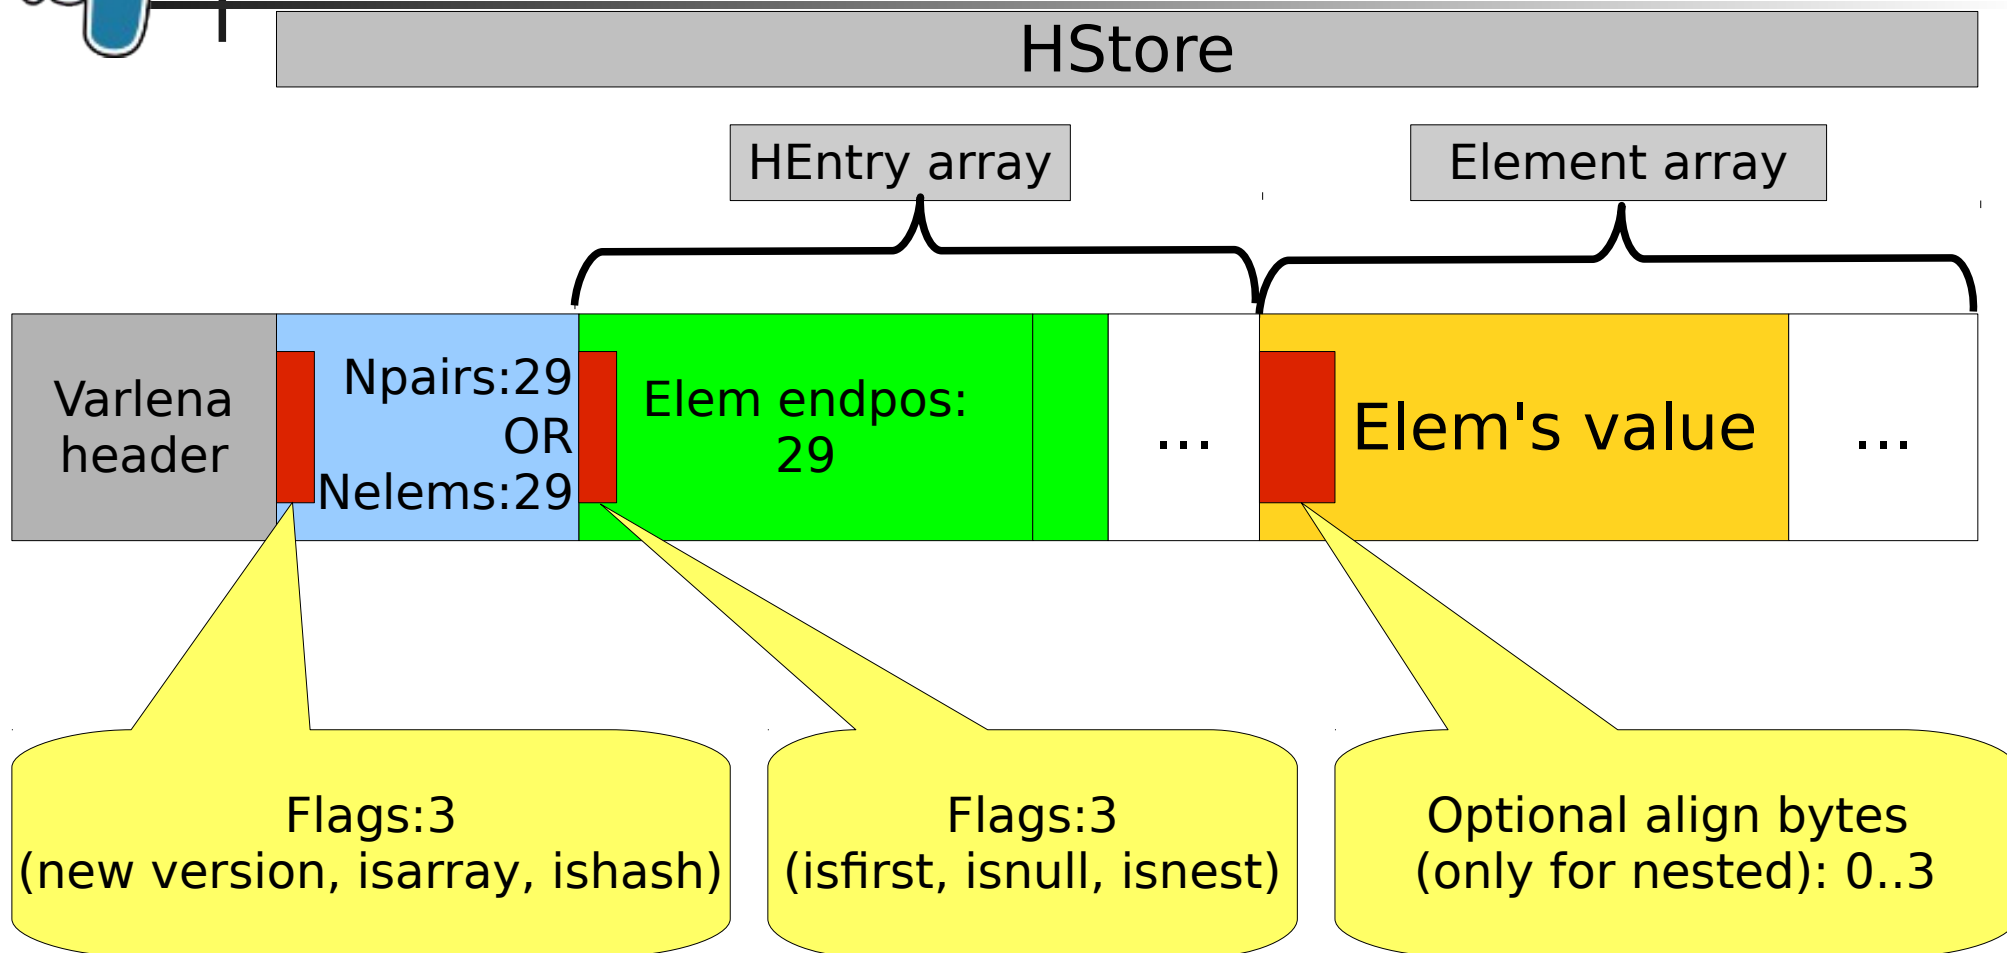 HStore
HEntry array
Element array
Varlena
header
Npairs:29
OR
Nelems:29
Elem endpos:
29
...
Elem's value
...
Flags:3
(new version, isarray, ishash)
Flags:3
(isfirst, isnull, isnest)
Optional align bytes
(only for nested): 0..3